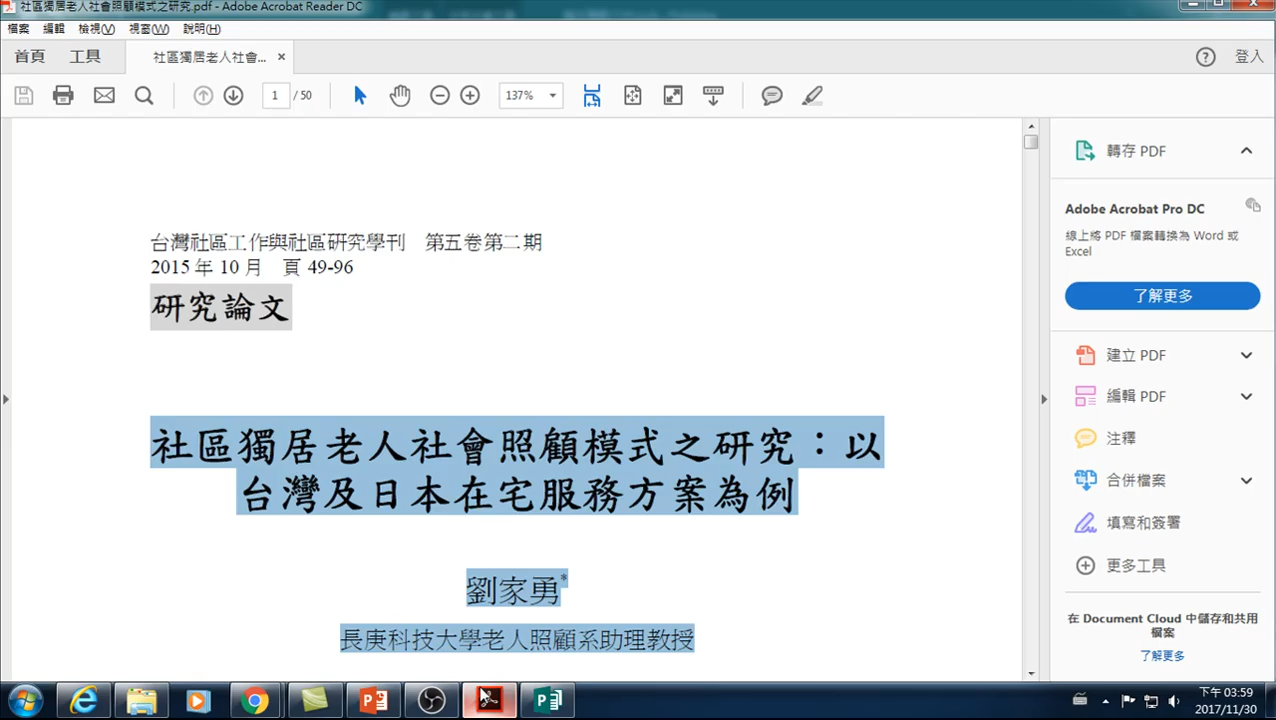 社區獨居老人社會照顧模式之研究.pdf - Adobe Acrobat Reader DC
檔案 編輯 檢視(V) 視窗(W) 說明(H)
首頁 工具 社區獨居老人社會... × ? 登入
1 / 50 137%
台灣社區工作與社區研究學刊 第五卷第二期
2015 年 10 月 頁 49-96
研究論文
社區獨居老人社會照顧模式之研究：以
台灣及日本在宅服務方案為例
劉家勇*
長庚科技大學老人照顧系助理教授
轉存 PDF
Adobe Acrobat Pro DC
線上將 PDF 檔案轉換為 Word 或
Excel
了解更多
建立 PDF
編輯 PDF
注釋
合併檔案
填寫和簽署
更多工具
在 Document Cloud 中儲存和共用
檔案
了解更多
下午 03:59
2017/11/30